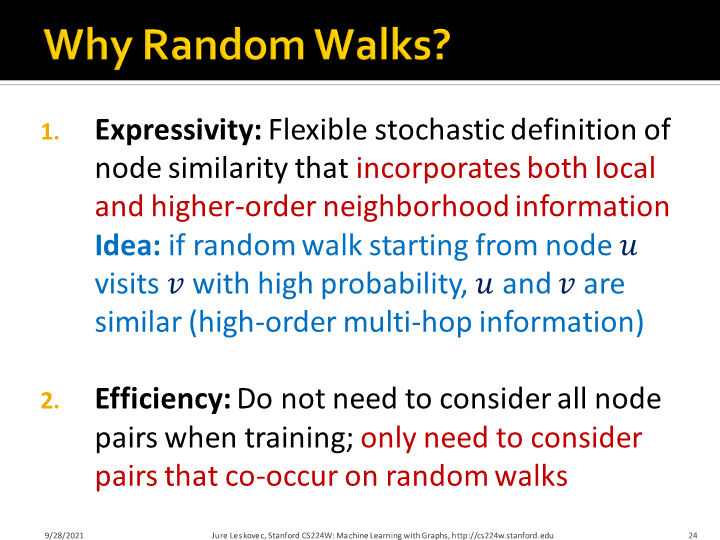 Why Random Walks?
1. Expressivity: Flexible stochastic definition of
node similarity that incorporates both local
and higher-order neighborhood information
Idea: if random walk starting from node 𝑢
visits 𝑣 with high probability, 𝑢 and 𝑣 are
similar (high-order multi-hop information)
2. Efficiency: Do not need to consider all node
pairs when training; only need to consider
pairs that co-occur on random walks
9/28/2021 Jure Leskovec, Stanford CS224W: Machine Learning with Graphs, http://cs224w.stanford.edu 24